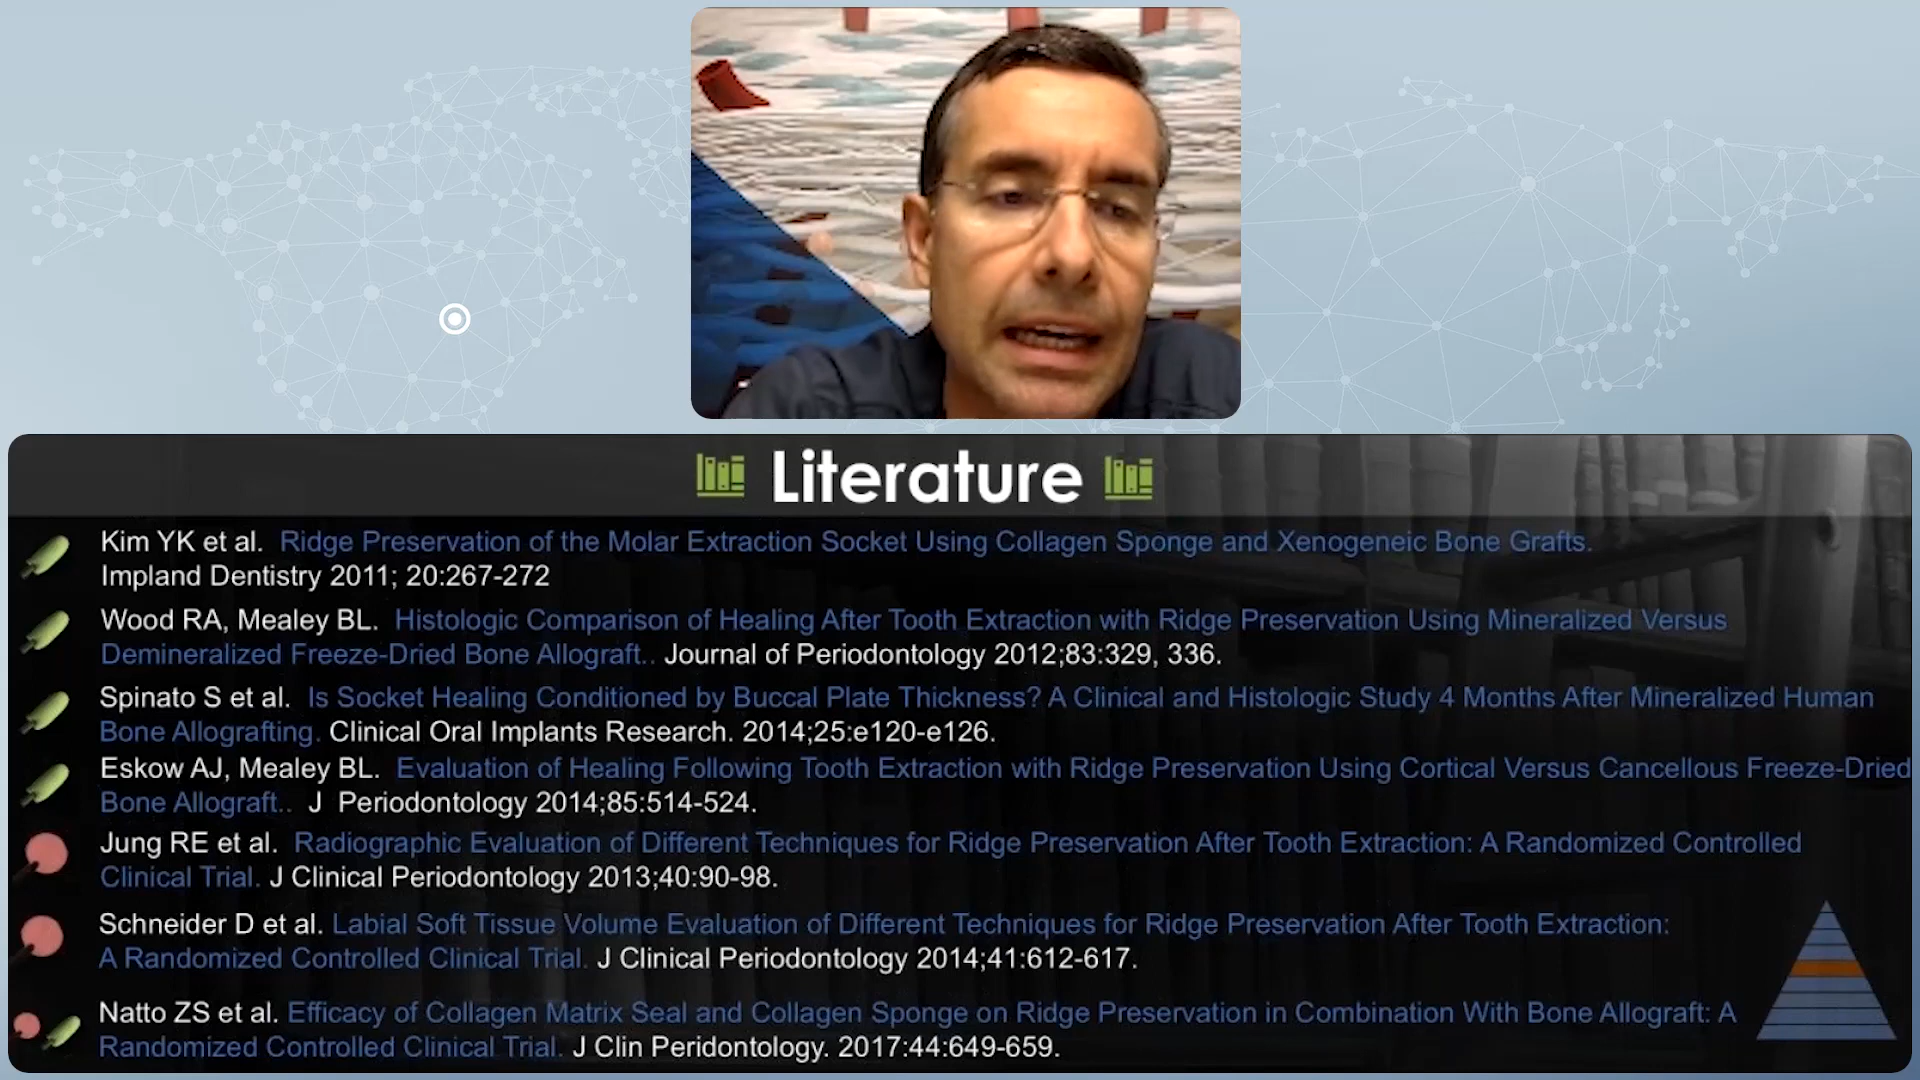 Literature
Kim YK et al. Ridge Preservation of the Molar Extraction Socket Using Collagen Sponge and Xenogeneic Bone Grafts.
Impland Dentistry 2011; 20:267-272
Wood RA, Mealey BL. Histologic Comparison of Healing After Tooth Extraction with Ridge Preservation Using Mineralized Versus
Demineralized Freeze-Dried Bone Allograft.. Journal of Periodontology 2012;83:329, 336.
Spinato S et al. Is Socket Healing Conditioned by Buccal Plate Thickness? A Clinical and Histologic Study 4 Months After Mineralized Human
Bone Allografting. Clinical Oral Implants Research. 2014;25:e120-e126.
Eskow AJ, Mealey BL. Evaluation of Healing Following Tooth Extraction with Ridge Preservation Using Cortical Versus Cancellous Freeze-Dried
Bone Allograft.. J Periodontology 2014;85:514-524.
Jung RE et al. Radiographic Evaluation of Different Techniques for Ridge Preservation After Tooth Extraction: A Randomized Controlled
Clinical Trial. J Clinical Periodontology 2013;40:90-98.
Schneider D et al. Labial Soft Tissue Volume Evaluation of Different Techniques for Ridge Preservation After Tooth Extraction:
A Randomized Controlled Clinical Trial. J Clinical Periodontology 2014;41:612-617.
Natto ZS et al. Efficacy of Collagen Matrix Seal and Collagen Sponge on Ridge Preservation in Combination With Bone Allograft: A
Randomized Controlled Clinical Trial. J Clin Peridontology. 2017:44:649-659.